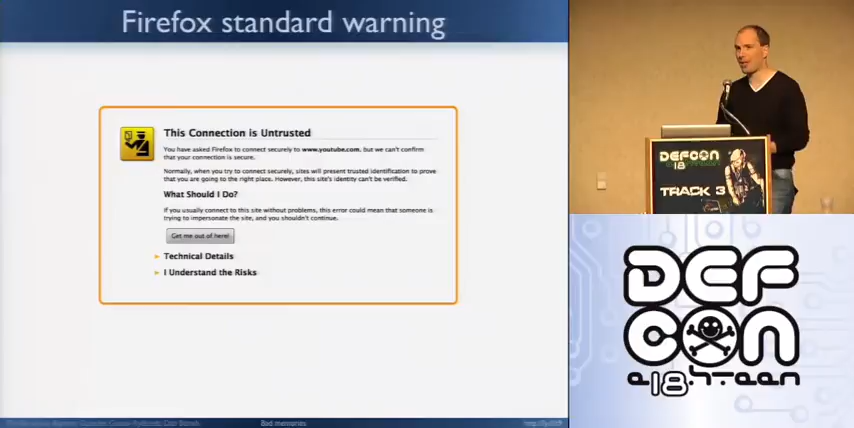 Firefox standard warning
This Connection is Untrusted
You have asked Firefox to connect securely to www.youtube.com, but we can't confirm
that your connection is secure.
Normally, when you try to connect securely, sites will present trusted identification to prove
that you are going to the right place. However, this site's identity can't be verified.
What Should I Do?
If you usually connect to this site without problems, this error could mean that someone is
trying to impersonate the site, and you shouldn't continue.
Get me out of here!
Technical Details
I Understand the Risks
Bad memories
DEFCON
18
TRACK 3
DEF
CON
e18h-teen